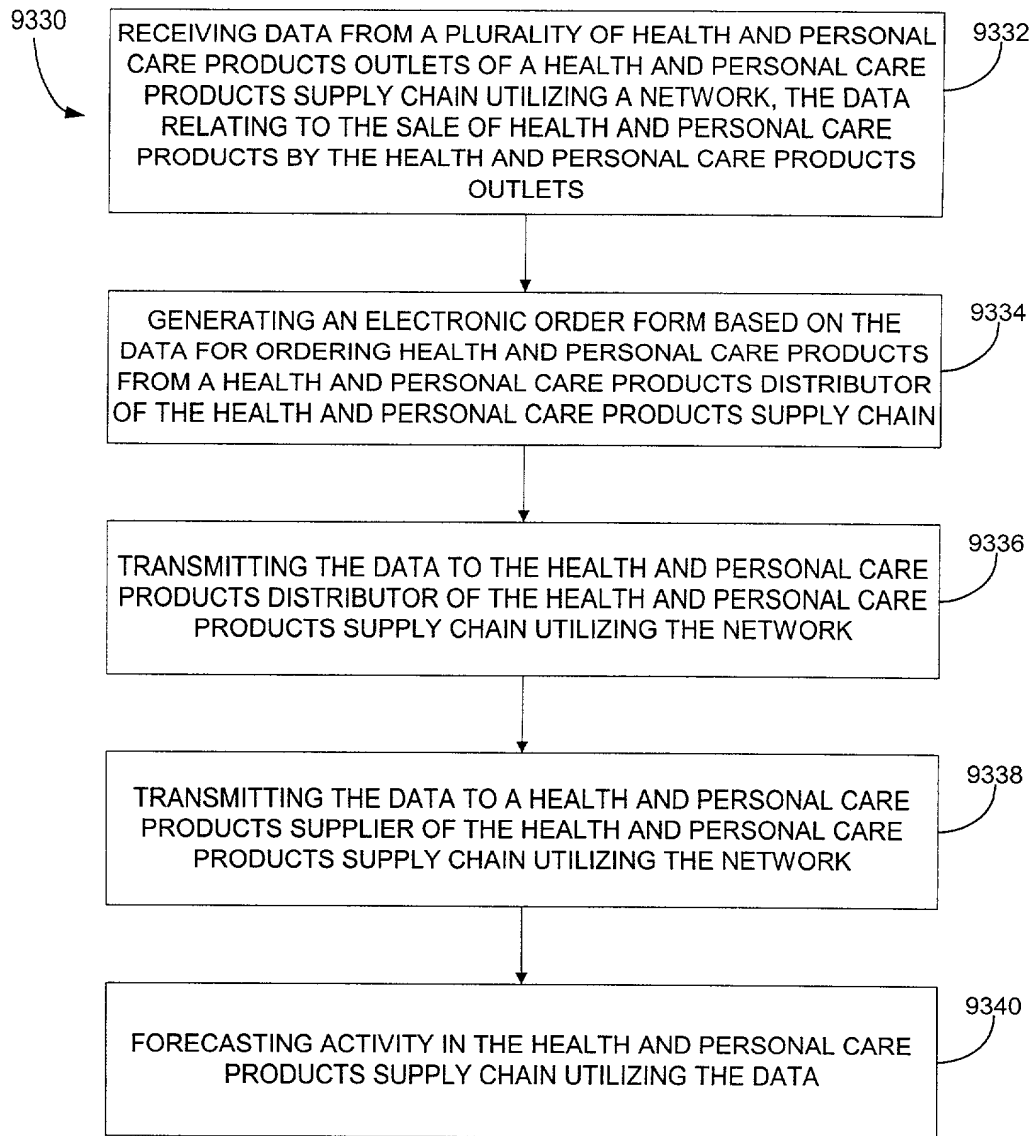 9330
RECEIVING DATA FROM A PLURALITY OF HEALTH AND PERSONAL
CARE PRODUCTS OUTLETS OF A HEALTH AND PERSONAL CARE
PRODUCTS SUPPLY CHAIN UTILIZING A NETWORK, THE DATA
RELATING TO THE SALE OF HEALTH AND PERSONAL CARE
PRODUCTS BY THE HEALTH AND PERSONAL CARE PRODUCTS
OUTLETS
9332
GENERATING AN ELECTRONIC ORDER FORM BASED ON THE
DATA FOR ORDERING HEALTH AND PERSONAL CARE PRODUCTS
FROM A HEALTH AND PERSONAL CARE PRODUCTS DISTRIBUTOR
OF THE HEALTH AND PERSONAL CARE PRODUCTS SUPPLY CHAIN
9334
TRANSMITTING THE DATA TO THE HEALTH AND PERSONAL CARE
PRODUCTS DISTRIBUTOR OF THE HEALTH AND PERSONAL CARE
PRODUCTS SUPPLY CHAIN UTILIZING THE NETWORK
9336
TRANSMITTING THE DATA TO A HEALTH AND PERSONAL CARE
PRODUCTS SUPPLIER OF THE HEALTH AND PERSONAL CARE
PRODUCTS SUPPLY CHAIN UTILIZING THE NETWORK
9338
FORECASTING ACTIVITY IN THE HEALTH AND PERSONAL CARE
PRODUCTS SUPPLY CHAIN UTILIZING THE DATA
9340